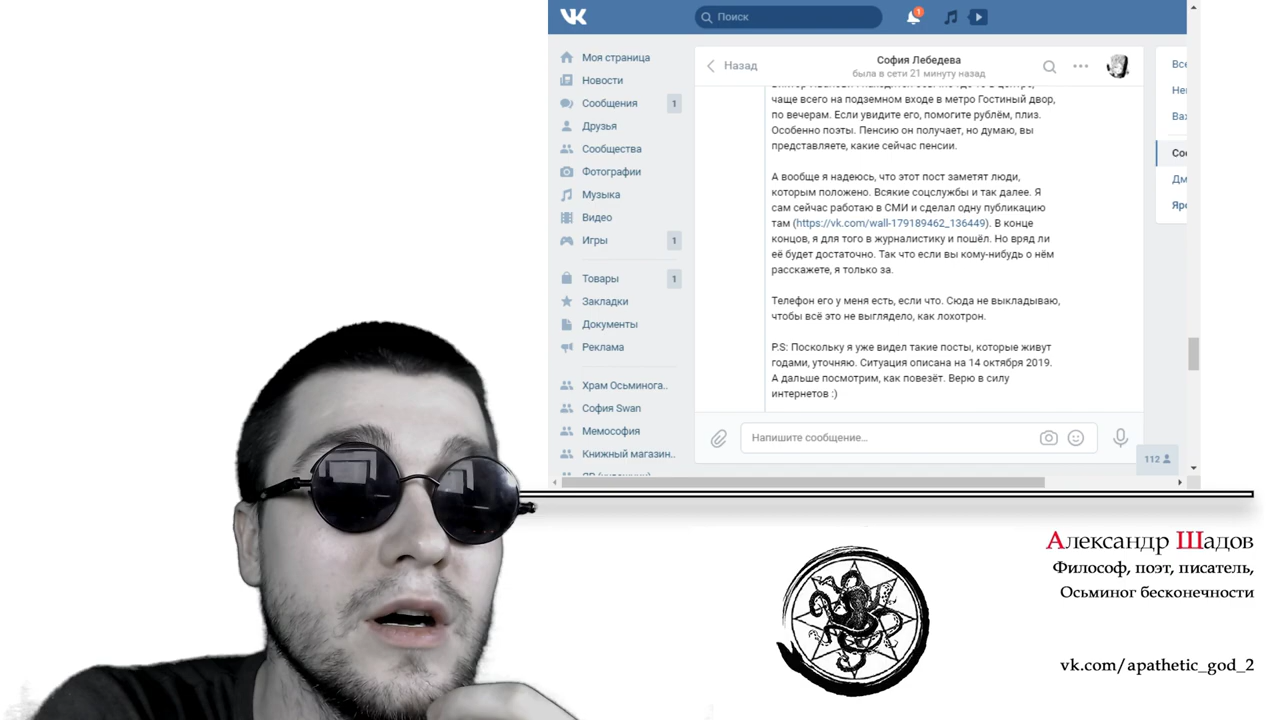 Поиск
1
Моя страница
Новости
Сообщения 1
Друзья
Сообщества
Фотографии
Музыка
Видео
Игры 1
Товары 1
Закладки
Документы
Реклама
Храм Осьминога..
София Swan
Мемософия
Книжный магазин..
Назад
София Лебедева
была в сети 21 минуту назад
чаще всего на подземном входе в метро Гостиный двор,
по вечерам. Если увидите его, помогите рублём, плиз.
Особенно поэты. Пенсию он получает, но думаю, вы
представляете, какие сейчас пенсии.
А вообще я надеюсь, что этот пост заметят люди,
которым положено. Всякие соцслужбы и так далее. Я
сам сейчас работаю в СМИ и сделал одну публикацию
там (https://vk.com/wall-179189462_136449). В конце
концов, я для того в журналистику и пошёл. Но вряд ли
её будет достаточно. Так что если вы кому-нибудь о нём
расскажете, я только за.
Телефон его у меня есть, если что. Сюда не выкладываю,
чтобы всё это не выглядело, как лохотрон.
P.S: Поскольку я уже видел такие посты, которые живут
годами, уточняю. Ситуация описана на 14 октября 2019.
А дальше посмотрим, как повезёт. Верю в силу
интернетов :)
Напишите сообщение...
112
Все
Не
Ва
Со
Дм
Яр
Александр Шадов
Философ, поэт, писатель,
Осьминог бесконечности
vk.com/apathetic_god_2